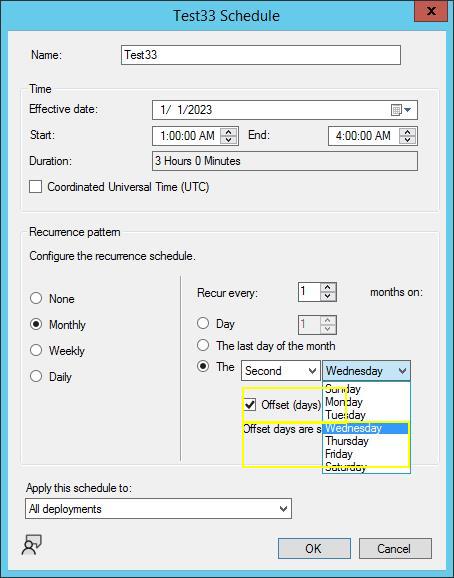 Test33 Schedule
Name: Test33
Time
Effective date: 1/ 1/2023
Start: 1:00:00 AM End: 4:00:00 AM
Duration: 3 Hours 0 Minutes
Coordinated Universal Time (UTC)
Recurrence pattern
Configure the recurrence schedule.
None
Monthly
Weekly
Daily
Recur every: 1 months on:
Day 1
The last day of the month
The Second Wednesday
Sunday
Monday
Tuesday
Wednesday
Thursday
Friday
Saturday
Offset (days)
Offset days are s
Apply this schedule to:
All deployments
OK Cancel